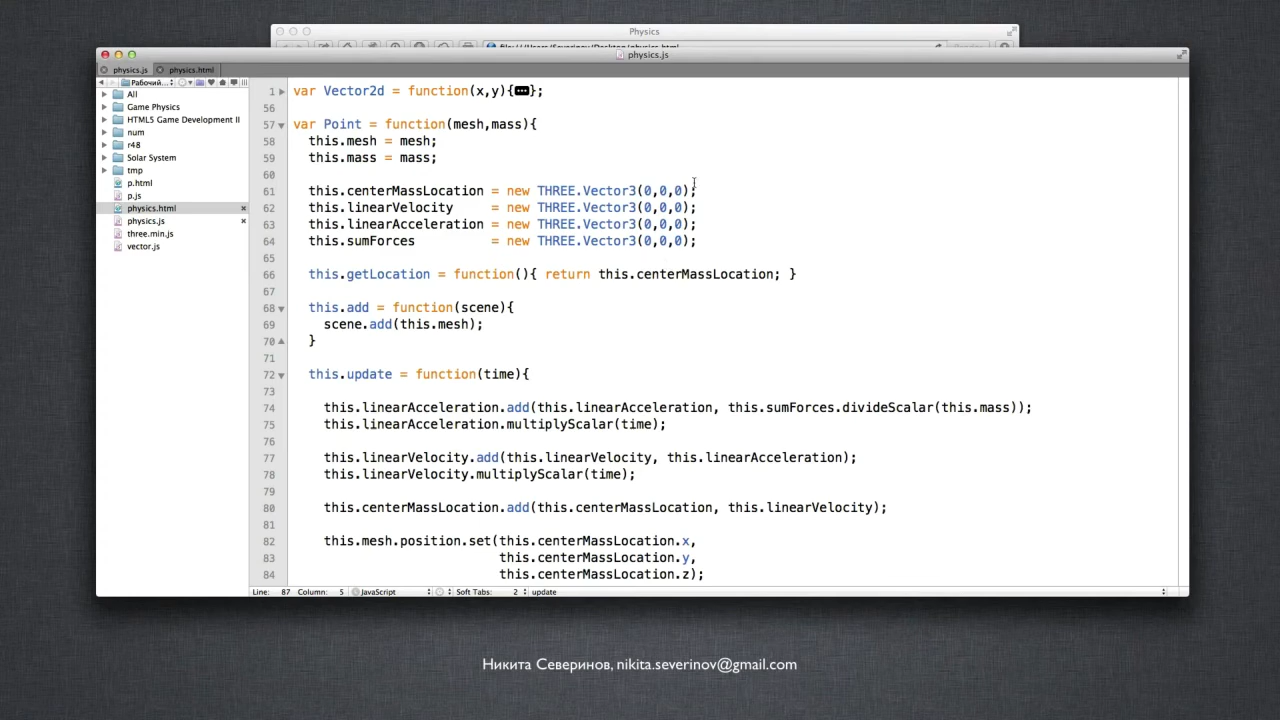 Physics
physics.js
physics.js physics.html
Рабочий...
All
Game Physics
HTML5 Game Development II
num
r48
Solar System
tmp
p.html
p.js
physics.html
physics.js
three.min.js
vector.js
1 var Vector2d = function(x,y){•••};
56
57 var Point = function(mesh,mass){
58 this.mesh = mesh;
59 this.mass = mass;
60
61 this.centerMassLocation = new THREE.Vector3(0,0,0);
62 this.linearVelocity = new THREE.Vector3(0,0,0);
63 this.linearAcceleration = new THREE.Vector3(0,0,0);
64 this.sumForces = new THREE.Vector3(0,0,0);
65
66 this.getLocation = function(){ return this.centerMassLocation; }
67
68 this.add = function(scene){
69 scene.add(this.mesh);
70 }
71
72 this.update = function(time){
73
74 this.linearAcceleration.add(this.linearAcceleration, this.sumForces.divideScalar(this.mass));
75 this.linearAcceleration.multiplyScalar(time);
76
77 this.linearVelocity.add(this.linearVelocity, this.linearAcceleration);
78 this.linearVelocity.multiplyScalar(time);
79
80 this.centerMassLocation.add(this.centerMassLocation, this.linearVelocity);
81
82 this.mesh.position.set(this.centerMassLocation.x,
83 this.centerMassLocation.y,
84 this.centerMassLocation.z);
Line: 87 Column: 5 JavaScript Soft Tabs: 2 update
Никита Северинов, nikita.severinov@gmail.com